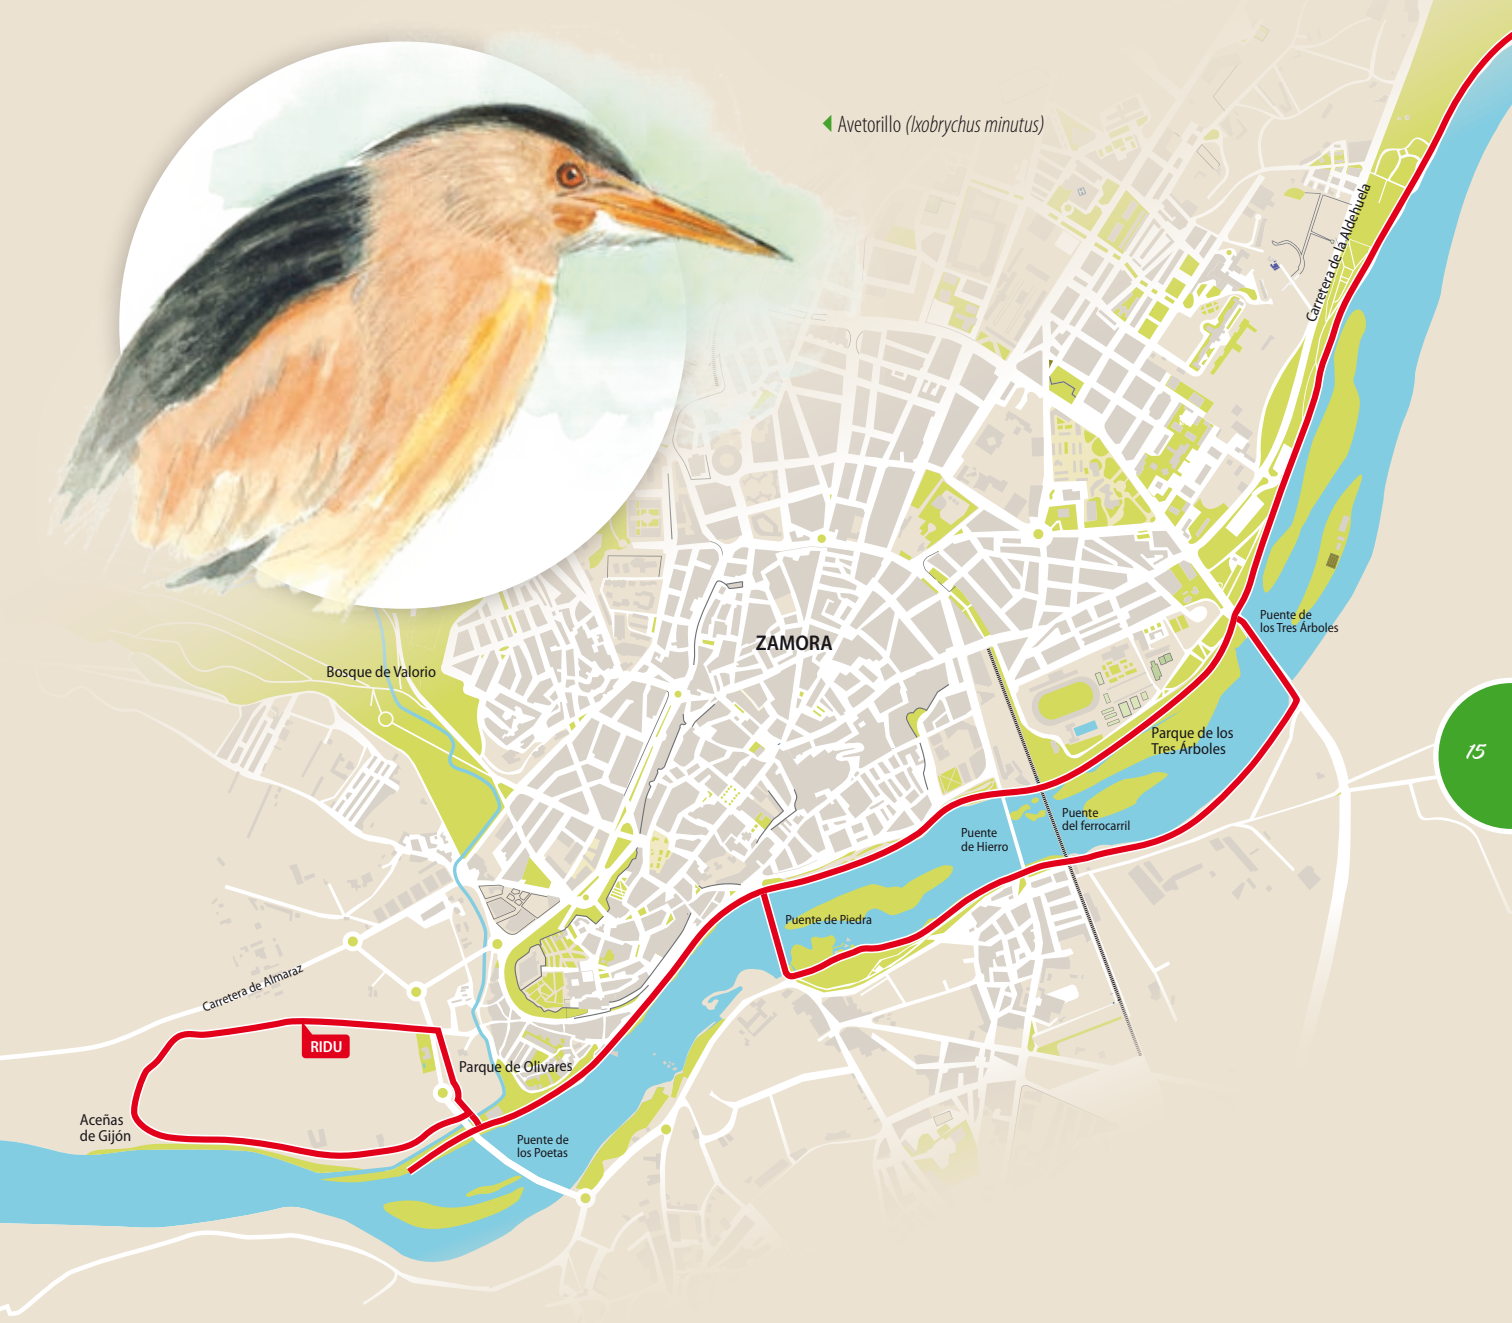 Avetorillo (Ixobrychus minutus)
Carretera de la Aldehuela
Puente de
los Tres Árboles
ZAMORA
Bosque de Valorio
Parque de los
Tres Árboles
15
Puente
del ferrocarril
Puente
de Hierro
Puente de Piedra
Carretera de Almaraz
RIDU
Parque de Olivares
Aceñas
de Gijón
Puente de
los Poetas